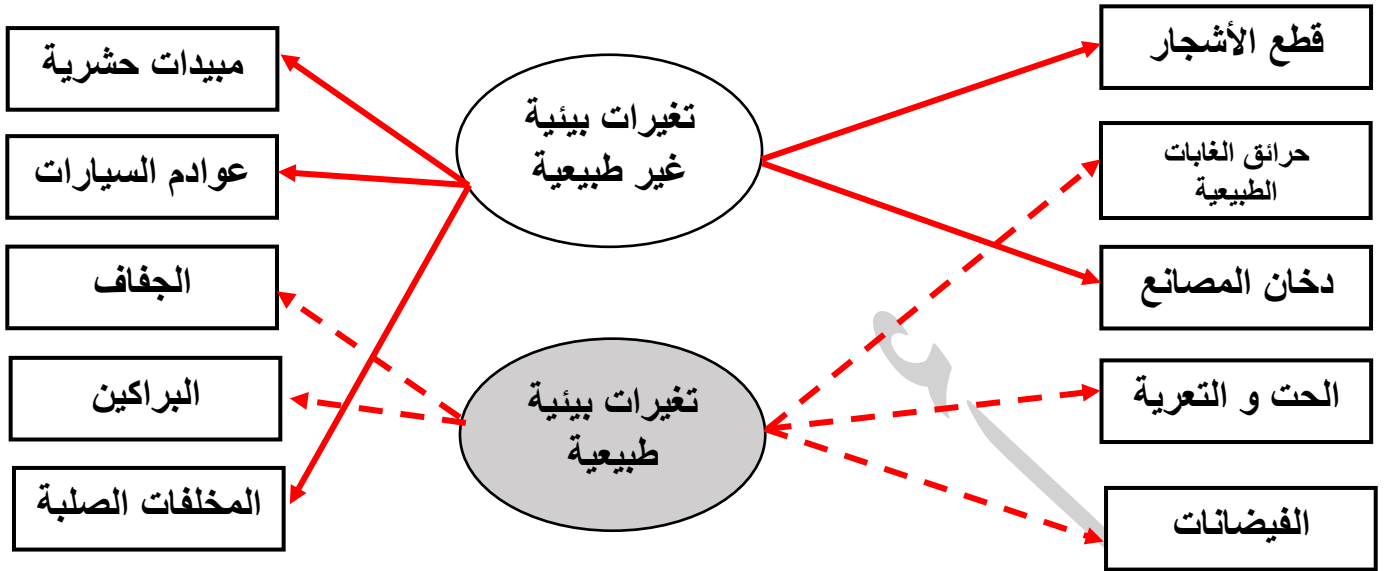 قطع الأشجار
مبيدات حشرية
تغيرات بيئية
غير طبيعية
حرائق الغابات
الطبيعية
عوادم السيارات
دخان المصانع
الجفاف
الحت و التعرية
تغيرات بيئية
طبيعية
البراكين
الفيضانات
المخلفات الصلبة